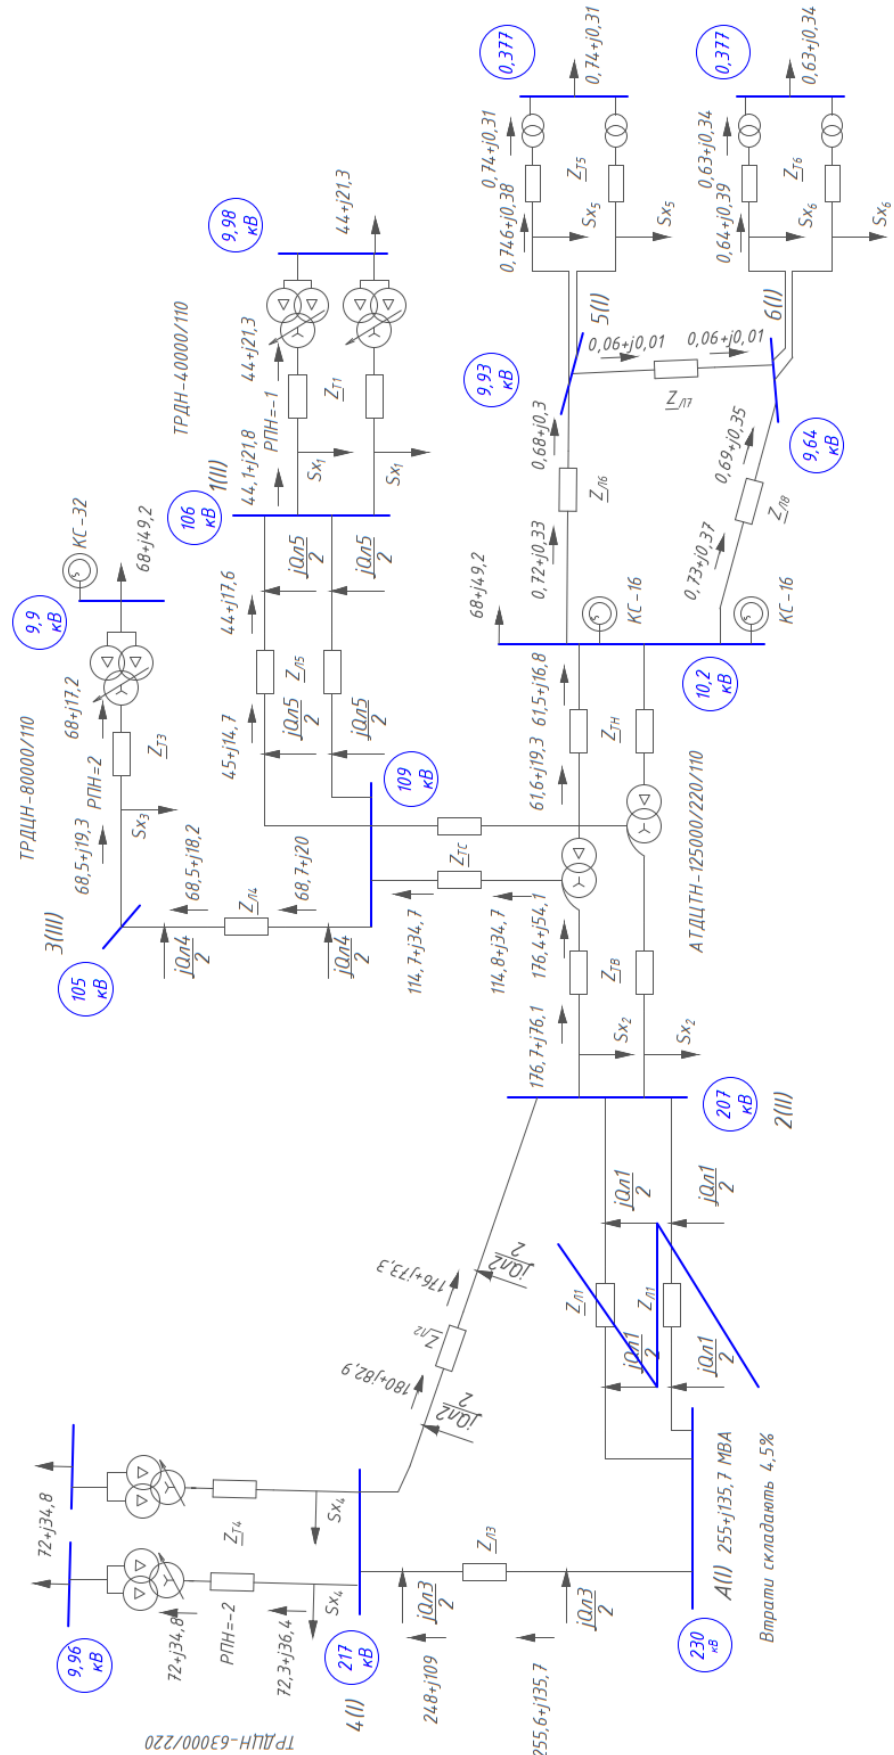 0,377
0,74+j0,31
0,377
0,63+j0,34
0,74+j0,31
Z_Т5
0,746+j0,38
Sx_5
Sx_5
0,63+j0,34
Z_Т6
0,64+j0,39
Sx_6
Sx_6
5(I)
6(I)
9,93
кВ
0,06+j0,01
0,06+j0,01
Z_Л7
9,64
кВ
0,68+j0,3
Z_Л6
0,72+j0,33
0,69+j0,35
Z_Л8
0,73+j0,37
68+j49,2
КС-16
КС-16
10,2
кВ
9,98
кВ
44+j21,3
ТРДН-40000/110
44+j21,3
РПН=-1
Z_Т1
44,1+j21,8
Sx_1
Sx_1
1(II)
106
кВ
КС-32
68+j49,2
9,9
кВ
ТРДЦН-80000/110
68+j17,2
РПН=2
Z_Т3
68,5+j19,3
Sx_3
3(III)
105
кВ
44+j17,6
jQл5
2
jQл5
2
Z_Л5
jQл5
2
jQл5
2
45+j14,7
109
кВ
68,5+j18,2
Z_Л4
68,7+j20
jQл4
2
jQл4
2
Z_ТС
114,7+j34,7
114,8+j34,7
61,5+j16,8
Z_ТН
61,6+j19,3
АТДЦТН-125000/220/110
176,4+j54,1
Z_ТВ
176,7+j76,1
Sx_2
Sx_2
207
кВ
2(II)
jQл1
2
jQл1
2
Z_Л1
Z_Л1
jQл1
2
jQл1
2
176+j73,3
jQл2
2
Z_Л2
180+j82,9
jQл2
2
72+j34,8
Z_Т4
Sx_4
72+j34,8
РПН=-2
72,3+j36,4
Sx_4
9,96
кВ
ТРДЦН-63000/220
4(I)
217
кВ
jQл3
2
Z_Л3
jQл3
2
248+j109
255,6+j135,7
230
кВ
А(I) 255+j135,7 МВА
Втрати складають 4,5%